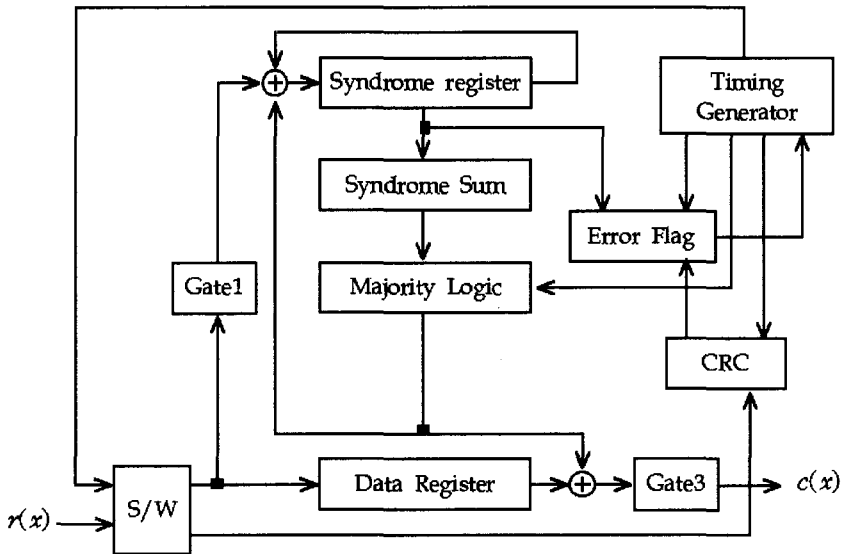 Syndrome register
Timing
Generator
Syndrome Sum
Error Flag
Gate1
Majority Logic
CRC
Data Register
Gate3
c(x)
S/W
r(x)